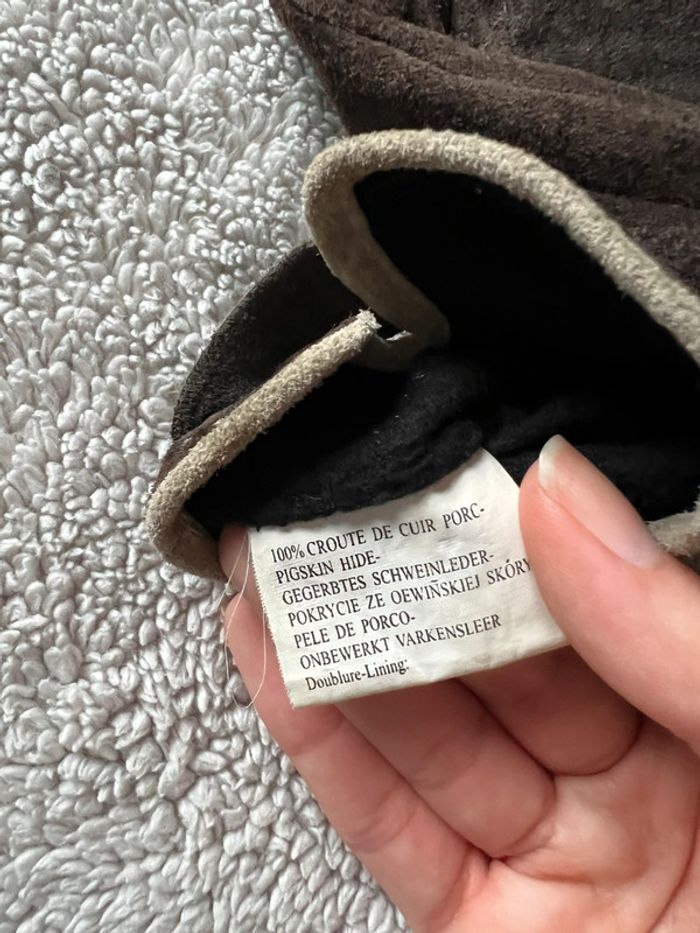 100% CROUTE DE CUIR PORC-
PIGSKIN HIDE-
GEGERBTES SCHWEINLEDER-
POKRYCIE ZE OEWIŃSKIEJ SKÓRY
PELE DE PORCO-
ONBEWERKT VARKENSLEER
Doublure-Lining: